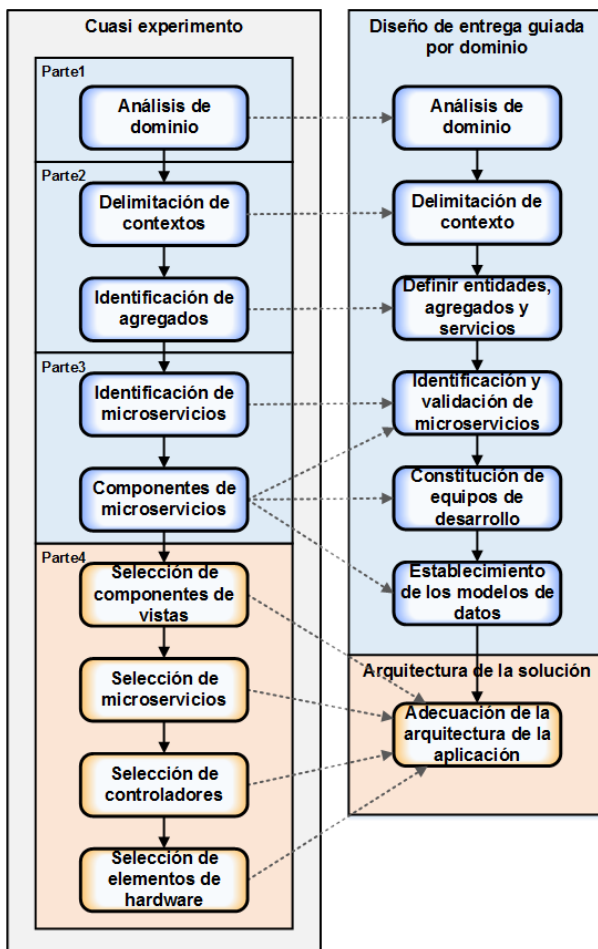 Cuasi experimento
Parte1
Análisis de
dominio
Parte2
Delimitación de
contextos
Identificación de
agregados
Parte3
Identificación de
microservicios
Componentes de
microservicios
Parte4
Selección de
componentes de
vistas
Selección de
microservicios
Selección de
controladores
Selección de
elementos de
hardware
Diseño de entrega guiada
por dominio
Análisis de
dominio
Delimitación de
contexto
Definir entidades,
agregados y
servicios
Identificación y
validación de
microservicios
Constitución de
equipos de
desarrollo
Establecimiento
de los modelos de
datos
Arquitectura de la solución
Adecuación de la
arquitectura de la
aplicación